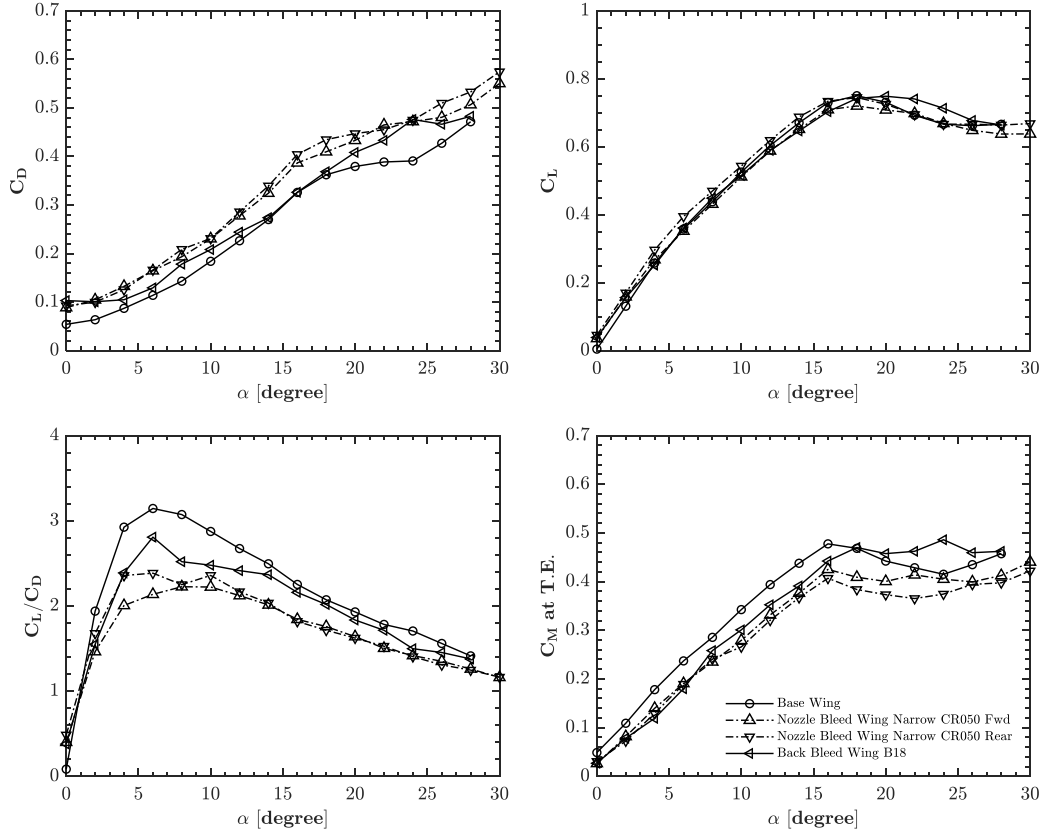 0.7
0.6
0.5
0.4
0.3
0.2
0.1
0
C_D
0 5 10 15 20 25 30
α [degree]
1
0.8
0.6
0.4
0.2
0
C_L
0 5 10 15 20 25 30
α [degree]
4
3
2
1
0
C_L/C_D
0 5 10 15 20 25 30
α [degree]
0.7
0.6
0.5
0.4
0.3
0.2
0.1
0
C_M at T.E.
Base Wing
Nozzle Bleed Wing Narrow CR050 Fwd
Nozzle Bleed Wing Narrow CR050 Rear
Back Bleed Wing B18
0 5 10 15 20 25 30
α [degree]